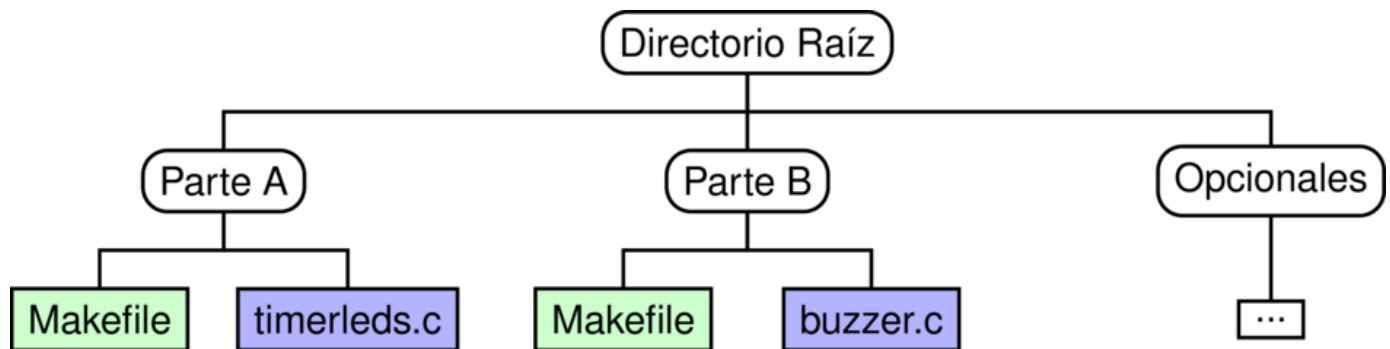 Directorio Raíz
Parte A
Parte B
Opcionales
Makefile
timerleds.c
Makefile
buzzer.c
...